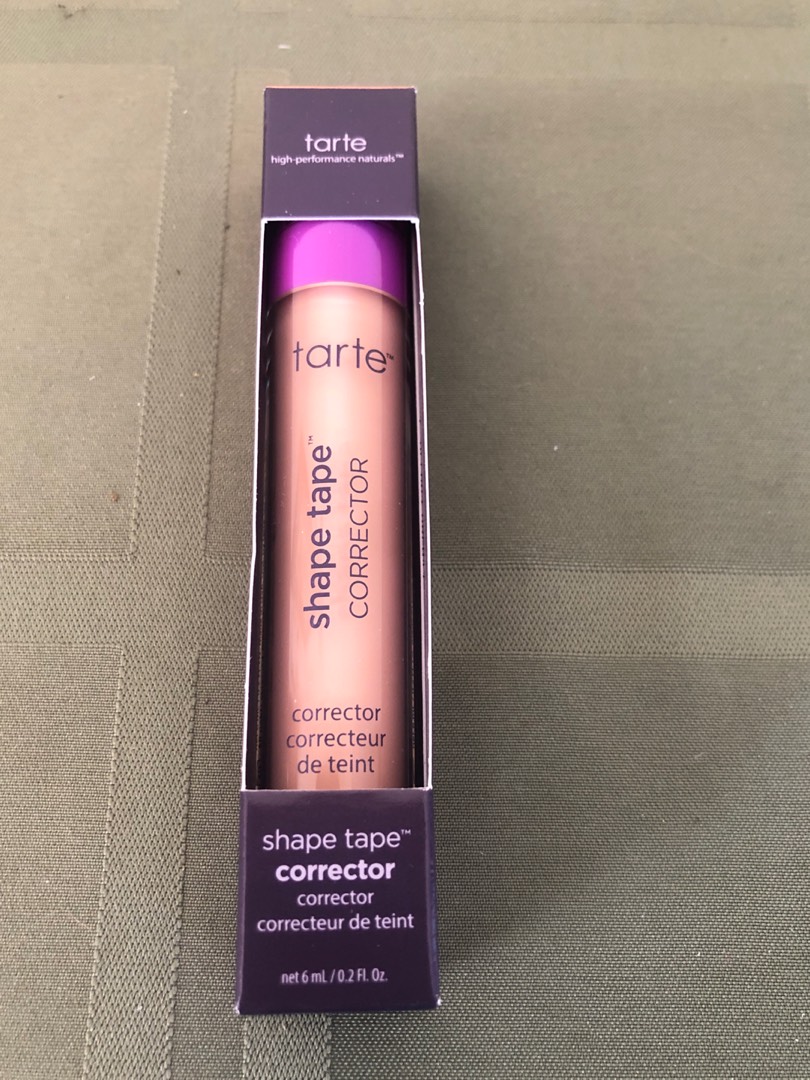 tarte
high-performance naturals™
tarte™
shape tape™
CORRECTOR
corrector
correcteur
de teint
shape tape™
corrector
corrector
correcteur de teint
net 6 mL / 0.2 Fl. Oz.